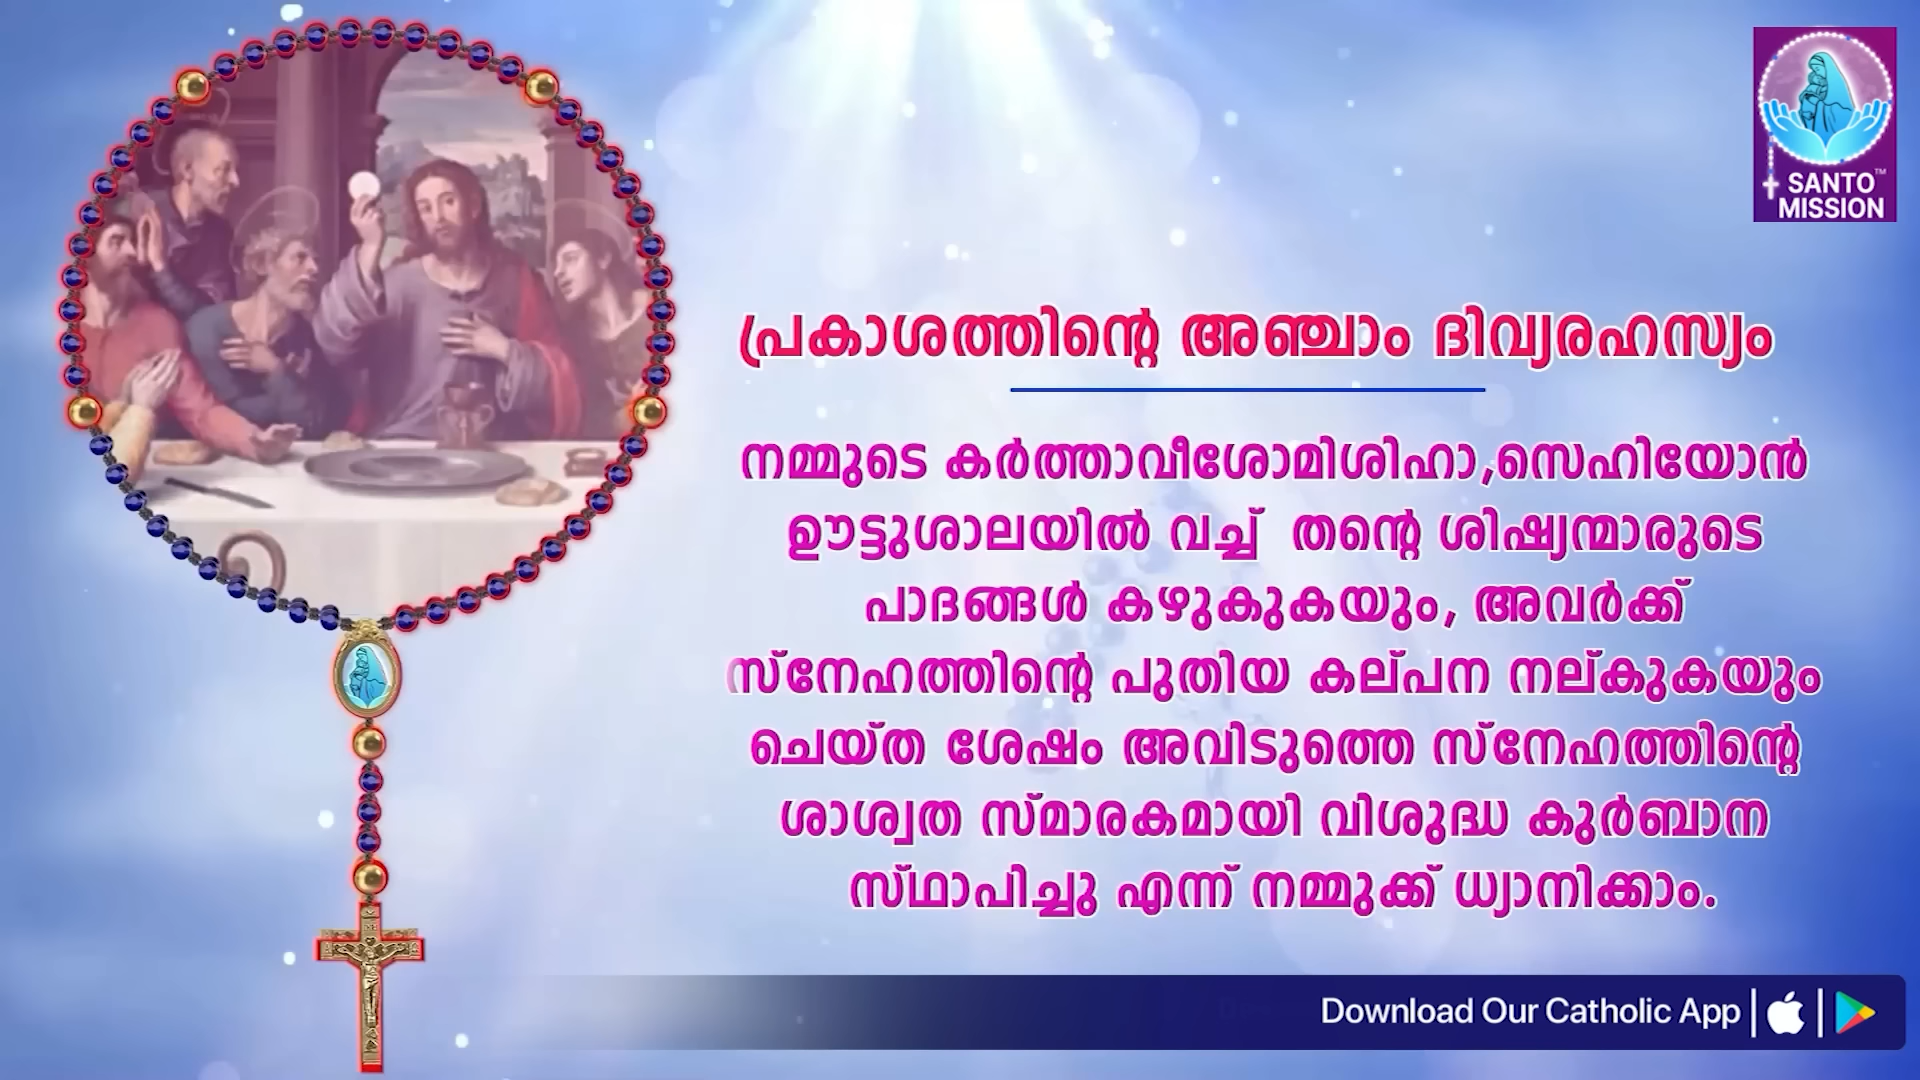 SANTO™
MISSION
പ്രകാശത്തിന്റെ അഞ്ചാം ദിവ്യരഹസ്യം
നമ്മുടെ കർത്താവീശോമിശിഹാ,സെഹിയോൻ
ഊട്ടുശാലയിൽ വച്ച് തന്റെ ശിഷ്യന്മാരുടെ
പാദങ്ങൾ കഴുകുകയും, അവർക്ക്
സ്നേഹത്തിന്റെ പുതിയ കല്പന നല്കുകയും
ചെയ്ത ശേഷം അവിടുത്തെ സ്നേഹത്തിന്റെ
ശാശ്വത സ്മാരകമായി വിശുദ്ധ കുർബാന
സ്ഥാപിച്ചു എന്ന് നമ്മുക്ക് ധ്യാനിക്കാം.
Download Our Catholic App